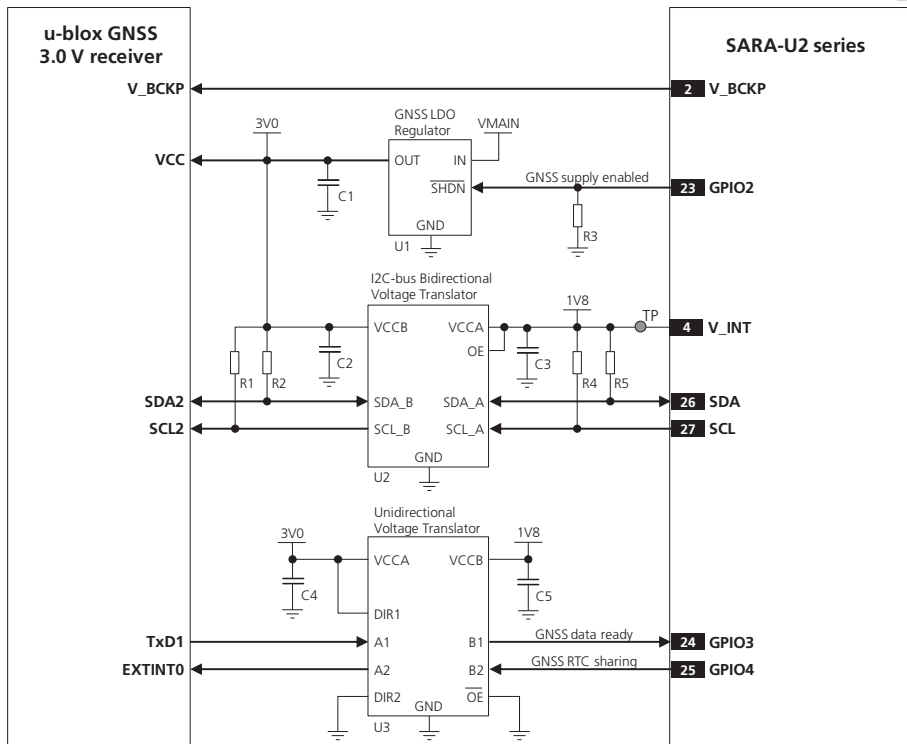 u-blox GNSS
3.0 V receiver
SARA-U2 series
V_BCKP
2 V_BCKP
GNSS LDO
Regulator
3V0
VMAIN
VCC
OUT
IN
GNSS supply enabled
SHDN
23 GPIO2
C1
GND
R3
U1
I2C-bus Bidirectional
Voltage Translator
1V8
TP
VCCB
VCCA
4 V_INT
OE
C2
C3
R1
R2
R4
R5
SDA2
SDA_B
SDA_A
26 SDA
SCL2
SCL_B
SCL_A
27 SCL
GND
U2
Unidirectional
Voltage Translator
3V0
1V8
VCCA
VCCB
C4
C5
DIR1
TxD1
A1
B1
GNSS data ready
24 GPIO3
EXTINT0
A2
B2
GNSS RTC sharing
25 GPIO4
DIR2
OE
GND
U3